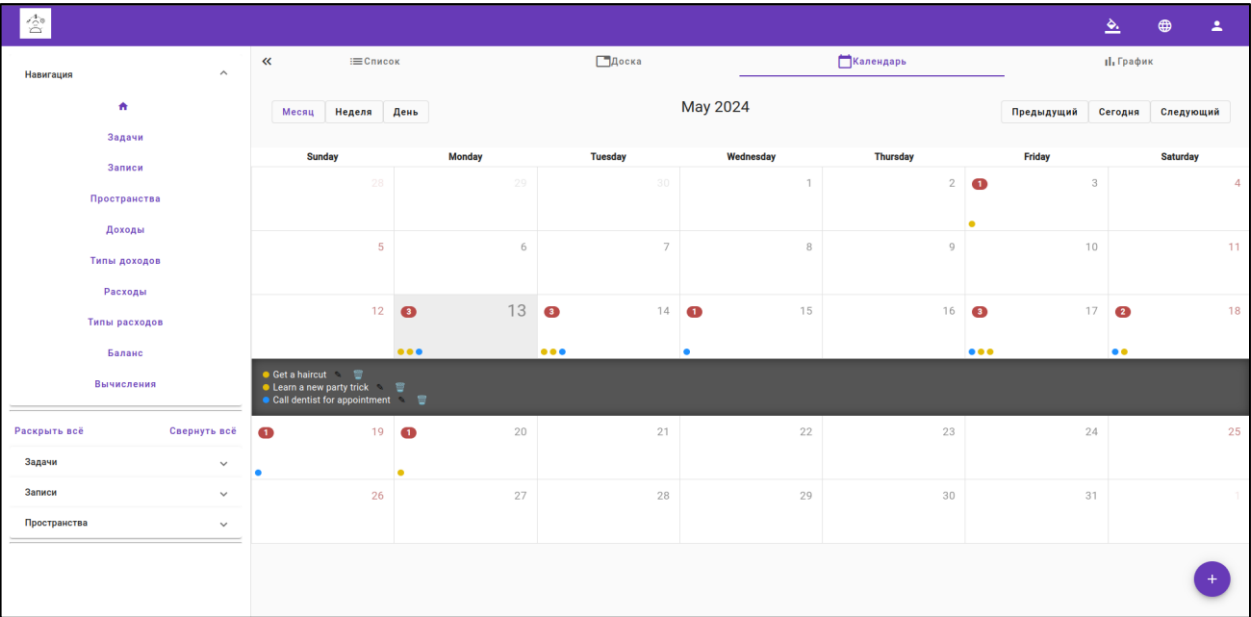 Навигация
Задачи
Записи
Пространства
Доходы
Типы доходов
Расходы
Типы расходов
Баланс
Вычисления
Раскрыть всё Свернуть всё
Задачи
Записи
Пространства
Список Доска Календарь График
Месяц Неделя День May 2024 Предыдущий Сегодня Следующий
Sunday Monday Tuesday Wednesday Thursday Friday Saturday
28 29 30 1 2 1 3 4
5 6 7 8 9 10 11
12 3 13 3 14 1 15 16 3 17 2 18
Get a haircut
Learn a new party trick
Call dentist for appointment
1 19 1 20 21 22 23 24 25
26 27 28 29 30 31 1
+